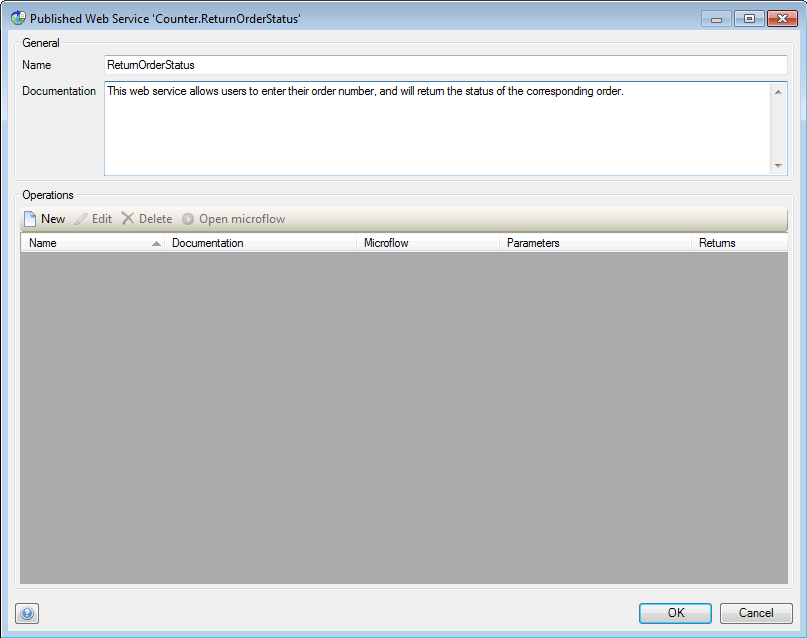 Published Web Service 'Counter.ReturnOrderStatus'
General
Name ReturnOrderStatus
Documentation This web service allows users to enter their order number, and will return the status of the corresponding order.
Operations
New Edit Delete Open microflow
Name Documentation Microflow Parameters Returns
OK Cancel